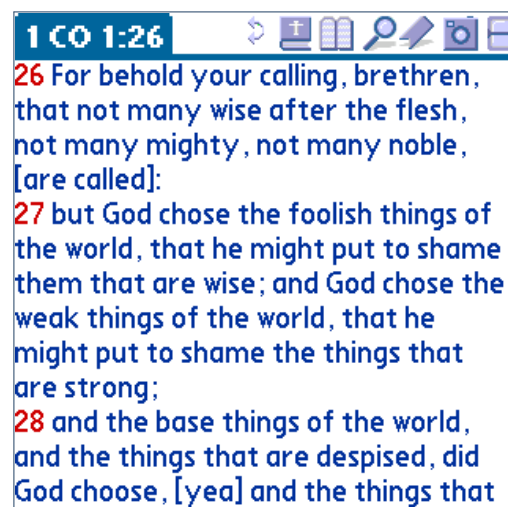 1 CO 1:26
26 For behold your calling, brethren,
that not many wise after the flesh,
not many mighty, not many noble,
[are called]:
27 but God chose the foolish things of
the world, that he might put to shame
them that are wise; and God chose the
weak things of the world, that he
might put to shame the things that
are strong;
28 and the base things of the world,
and the things that are despised, did
God choose, [yea] and the things that